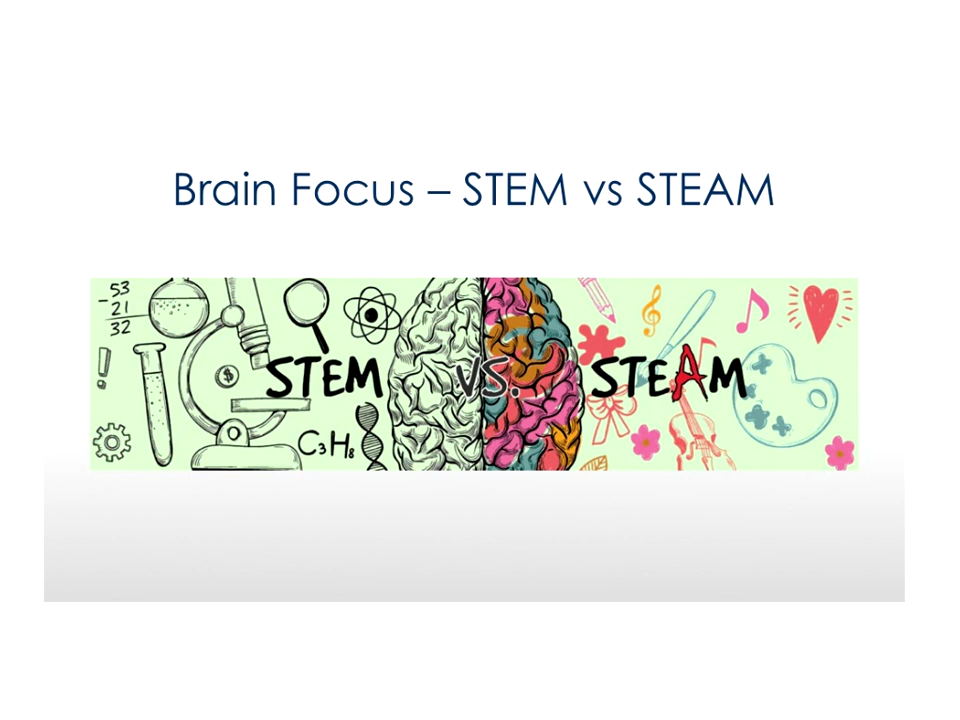 Brain Focus – STEM vs STEAM
-53
21
32
!
$
STEM
vs.
STEAM
C₃H₈